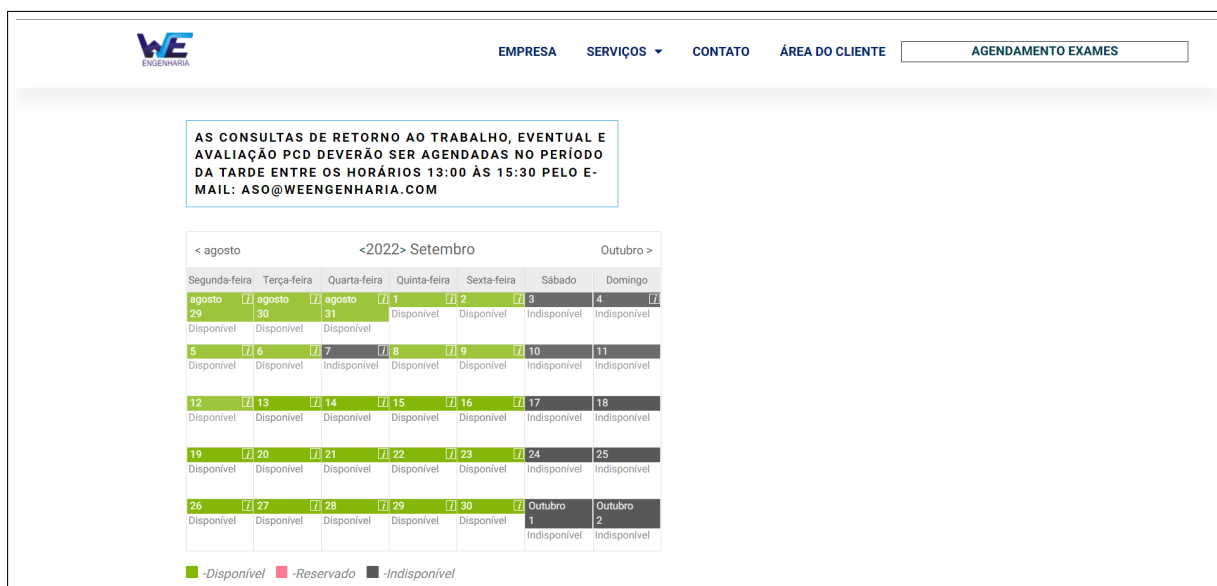 WE
ENGENHARIA
EMPRESA SERVIÇOS CONTATO ÁREA DO CLIENTE AGENDAMENTO EXAMES
AS CONSULTAS DE RETORNO AO TRABALHO, EVENTUAL E
AVALIAÇÃO PCD DEVERÃO SER AGENDADAS NO PERÍODO
DA TARDE ENTRE OS HORÁRIOS 13:00 ÀS 15:30 PELO E-
MAIL: ASO@WEENGENHARIA.COM
< agosto <2022> Setembro Outubro >
Segunda-feira Terça-feira Quarta-feira Quinta-feira Sexta-feira Sábado Domingo
agosto i agosto i agosto i 1 i 2 i 3 4 i
29 30 31 Disponível Disponível Indisponível Indisponível
Disponível Disponível Disponível
5 i 6 i 7 i 8 i 9 i 10 11
Disponível Disponível Indisponível Disponível Disponível Indisponível Indisponível
12 i 13 i 14 i 15 i 16 i 17 18
Disponível Disponível Disponível Disponível Disponível Indisponível Indisponível
19 i 20 i 21 i 22 i 23 i 24 25
Disponível Disponível Disponível Disponível Disponível Indisponível Indisponível
26 i 27 i 28 i 29 i 30 i Outubro Outubro
Disponível Disponível Disponível Disponível Disponível 1 2
Indisponível Indisponível
-Disponível -Reservado -Indisponível